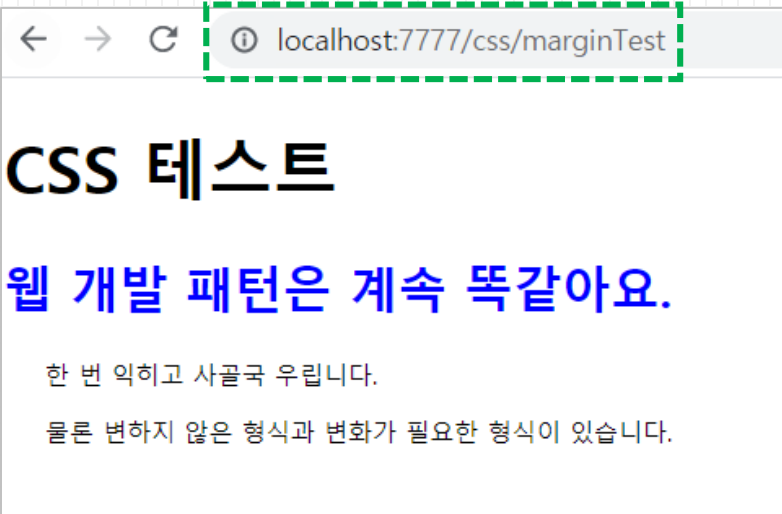 localhost:7777/css/marginTest
CSS 테스트
웹 개발 패턴은 계속 똑같아요.
한 번 익히고 사골국 우립니다.
물론 변하지 않은 형식과 변화가 필요한 형식이 있습니다.